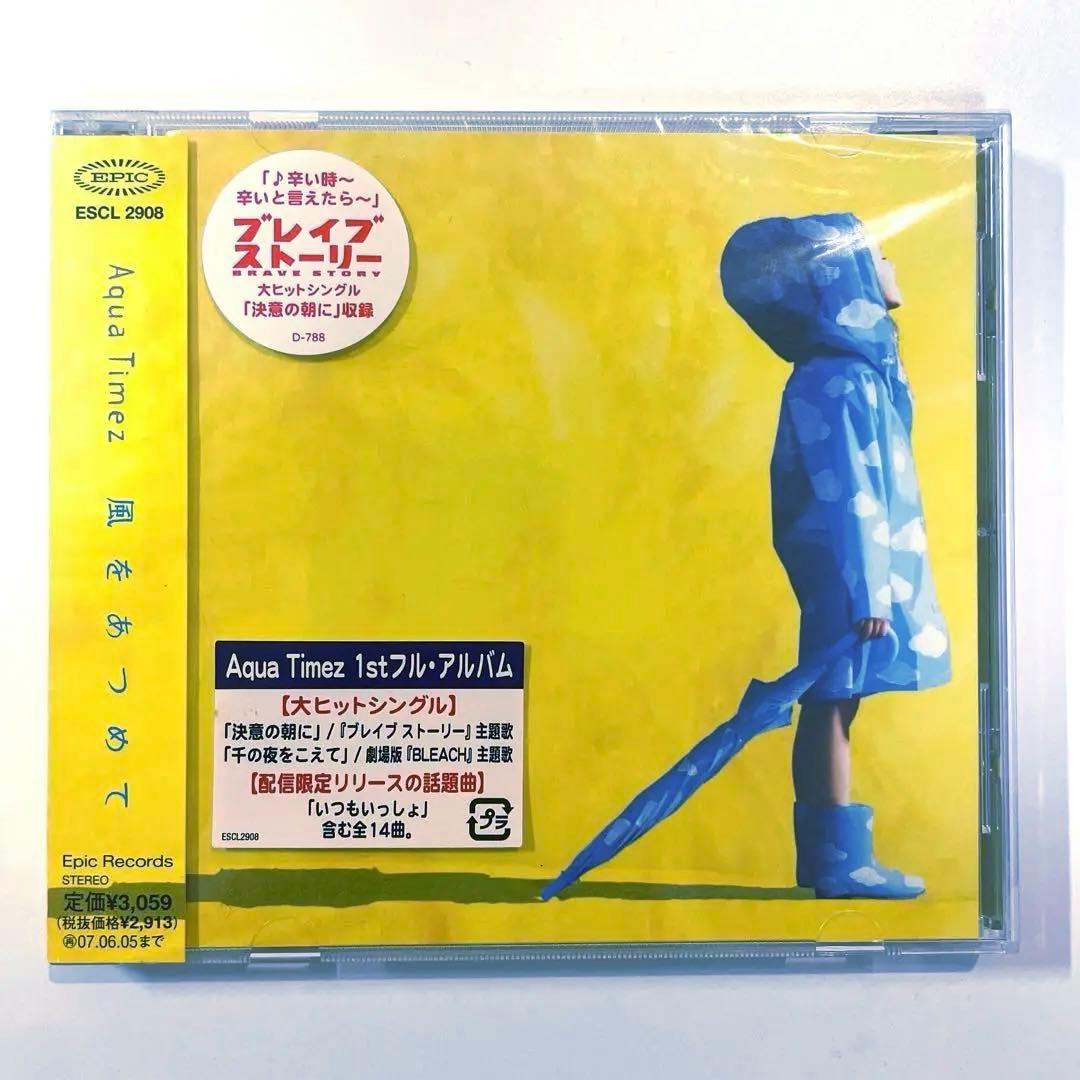 EPIC
ESCL 2908
Aqua Timez 風をあつめて
Epic Records
STEREO
定価¥3,059
(税抜価格¥2,913)
㋐07.06.05まで
「♪辛い時〜
辛いと言えたら〜」
ブレイブ
ストーリー
BRAVE STORY
大ヒットシングル
「決意の朝に」収録
D-788
Aqua Timez 1stフル・アルバム
【大ヒットシングル】
「決意の朝に」/『ブレイブ ストーリー』主題歌
「千の夜をこえて」/ 劇場版『BLEACH』主題歌
【配信限定リリースの話題曲】
「いつもいっしょ」
含む全14曲。
ESCL2908
プラ